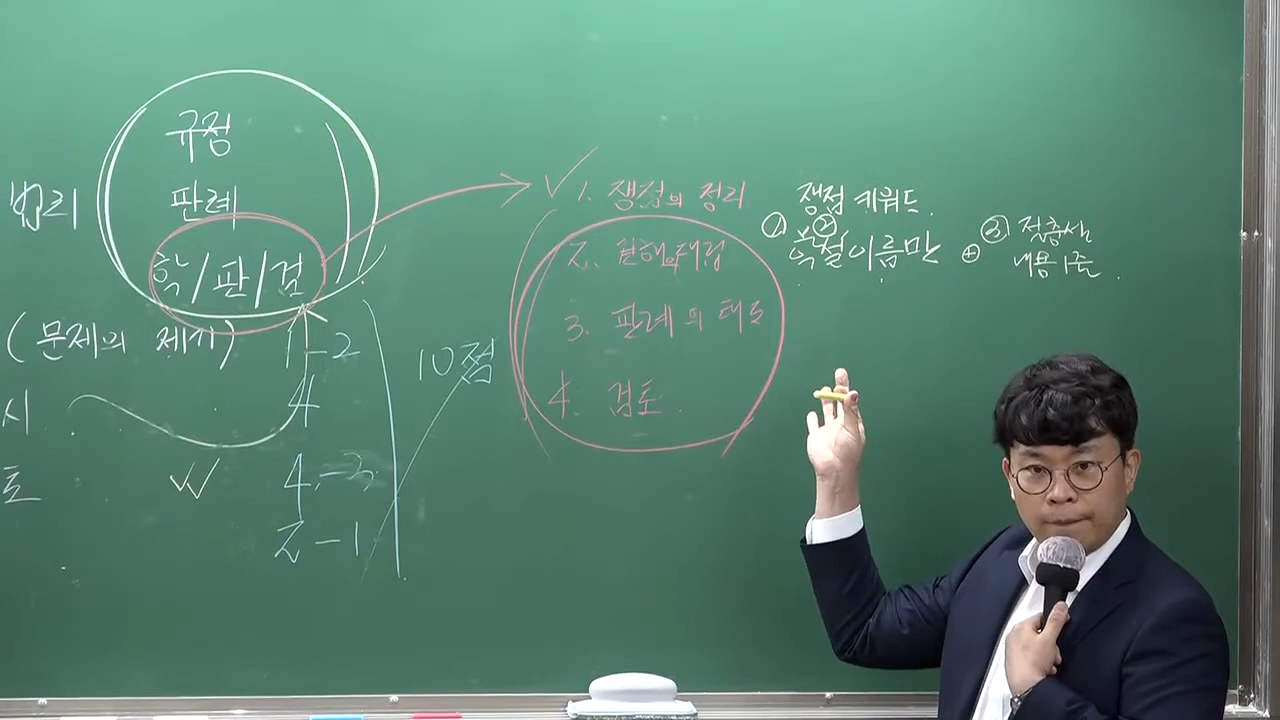 법리
규정
판례
학/판/검
(문제의 제기) 1-2
시 4
토 4-3
2-1
10점
1. 쟁점의 정리
2. 견해의 대립
3. 판례의 태도
4. 검토
쟁점 키워드
① ②
학설이름만 ⊕ ③ 절충설
내용 1줄